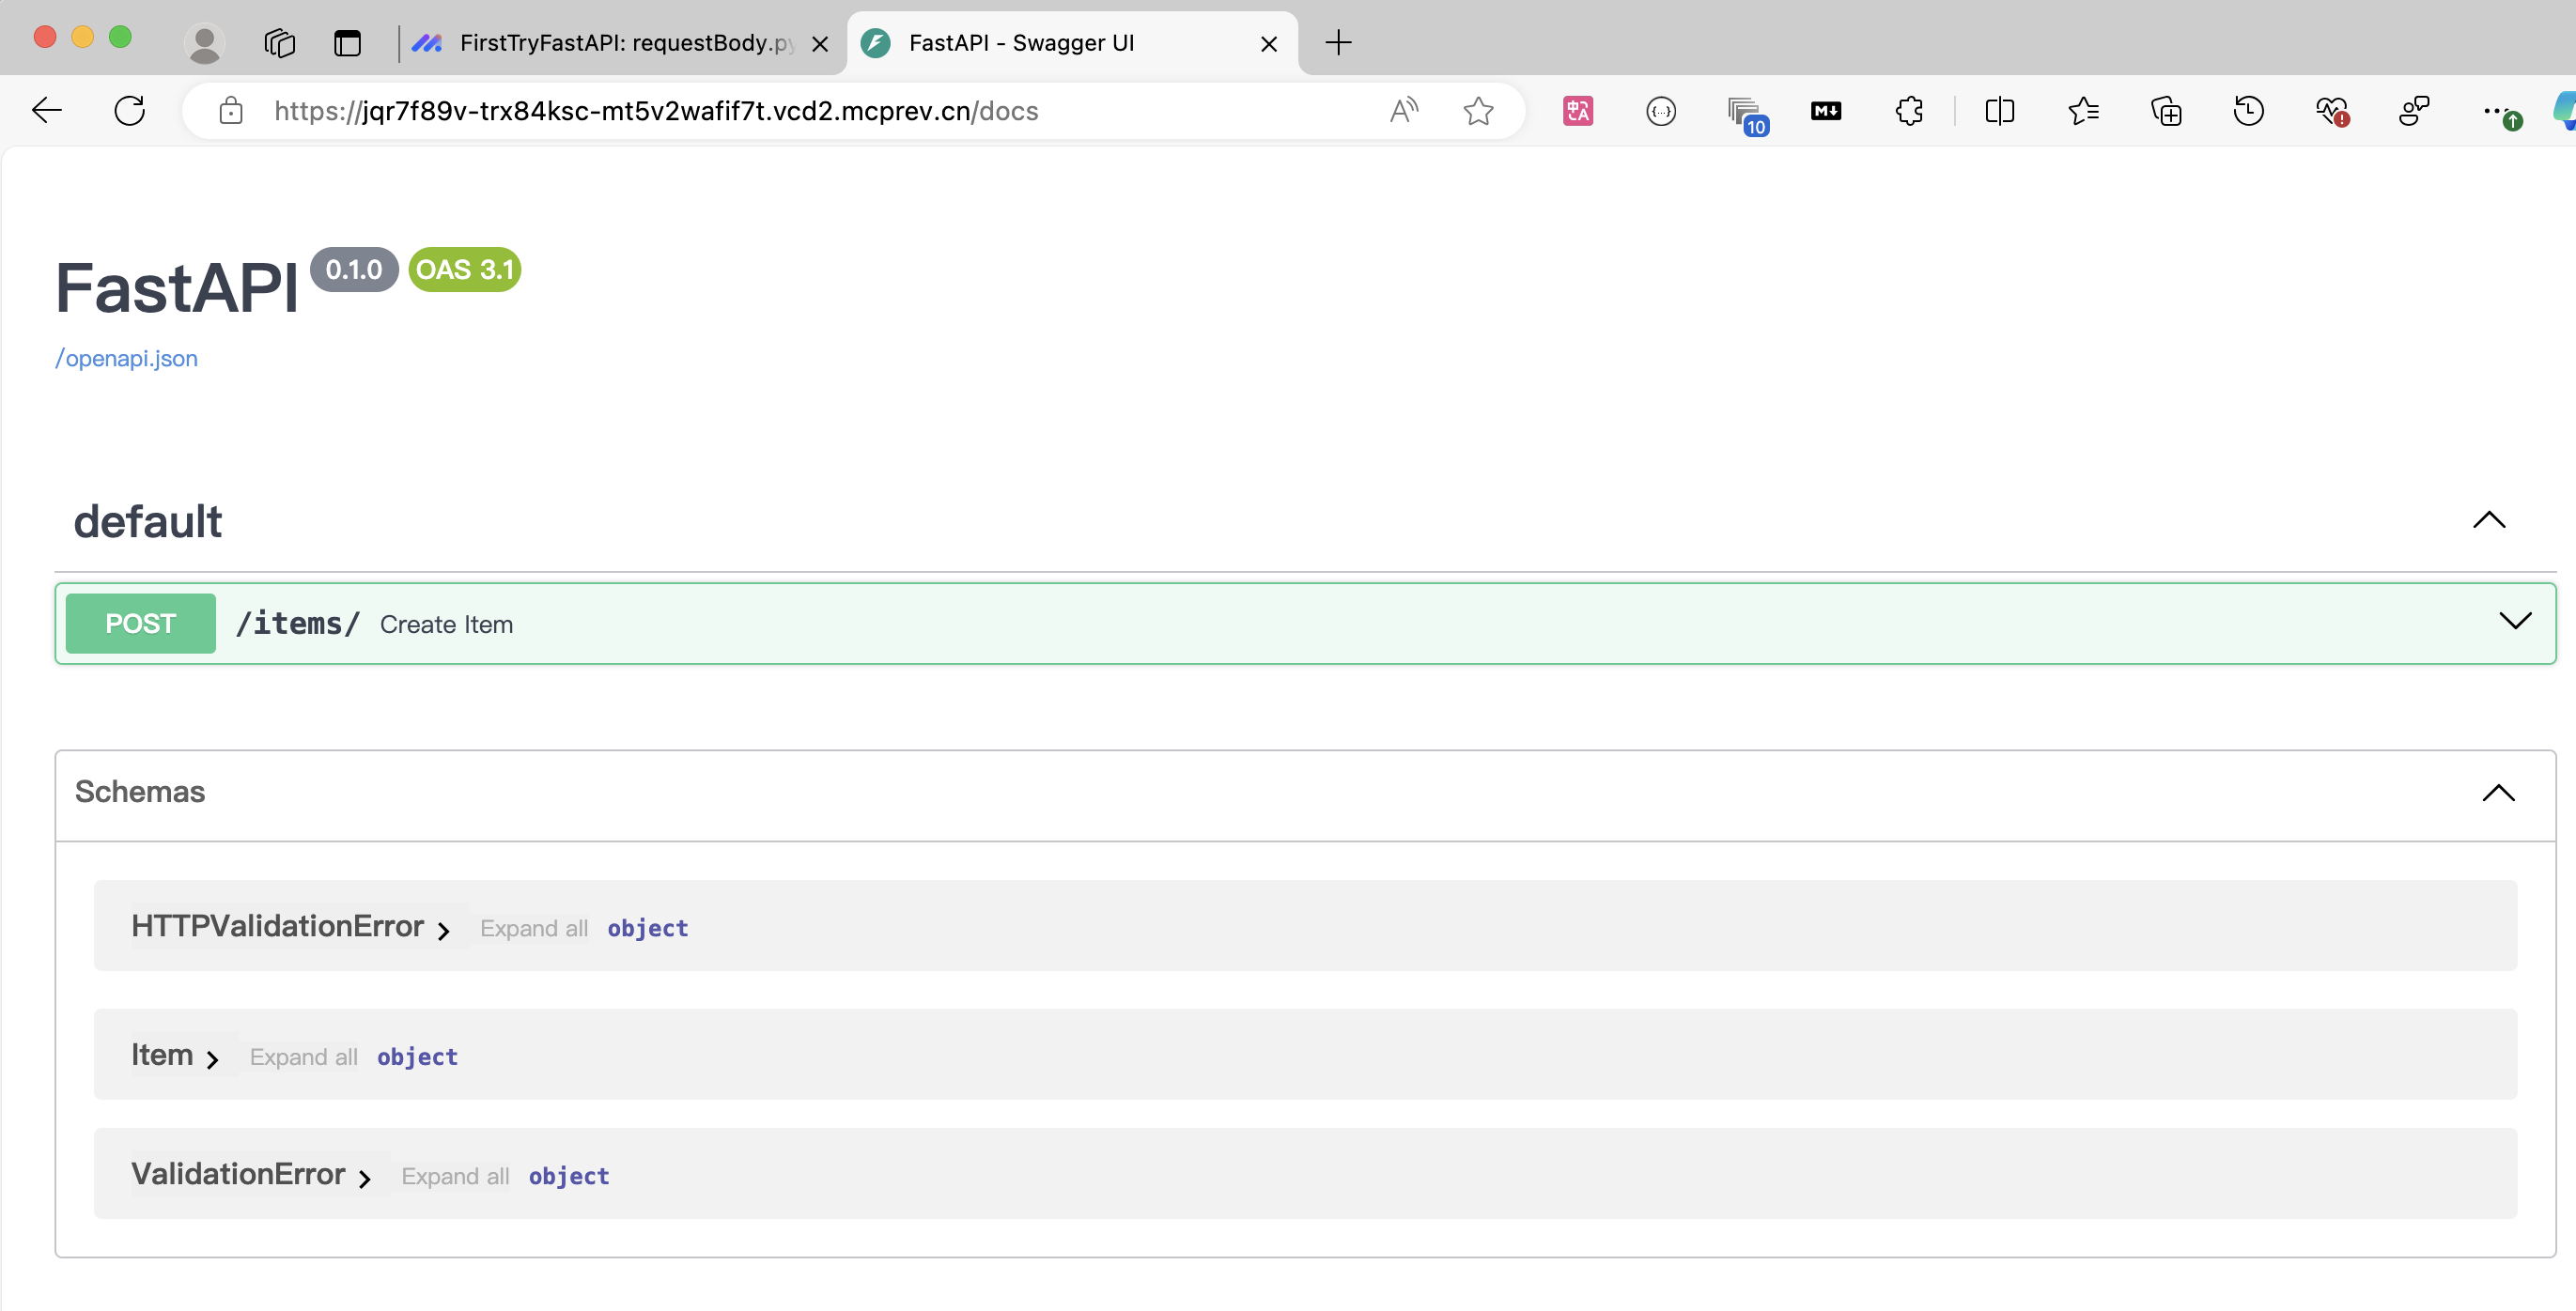 FirstTryFastAPI: requestBody.py
FastAPI - Swagger UI
https://jqr7f89v-trx84ksc-mt5v2wafif7t.vcd2.mcprev.cn/docs
A
中
A
{...}
10
M
FastAPI 0.1.0 OAS 3.1
/openapi.json
default
POST /items/ Create Item
Schemas
HTTPValidationError Expand all object
Item Expand all object
ValidationError Expand all object